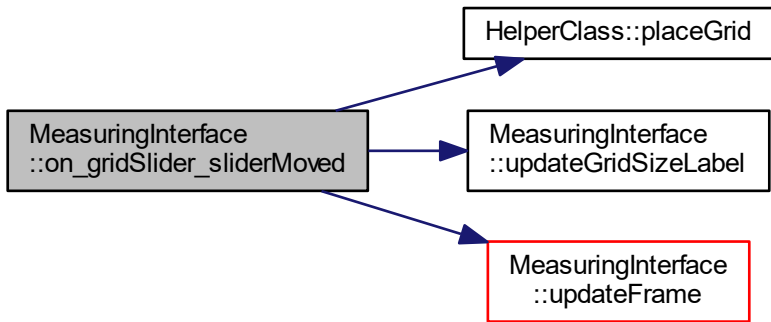 HelperClass::placeGrid
MeasuringInterface
::on_gridSlider_sliderMoved
MeasuringInterface
::updateGridSizeLabel
MeasuringInterface
::updateFrame